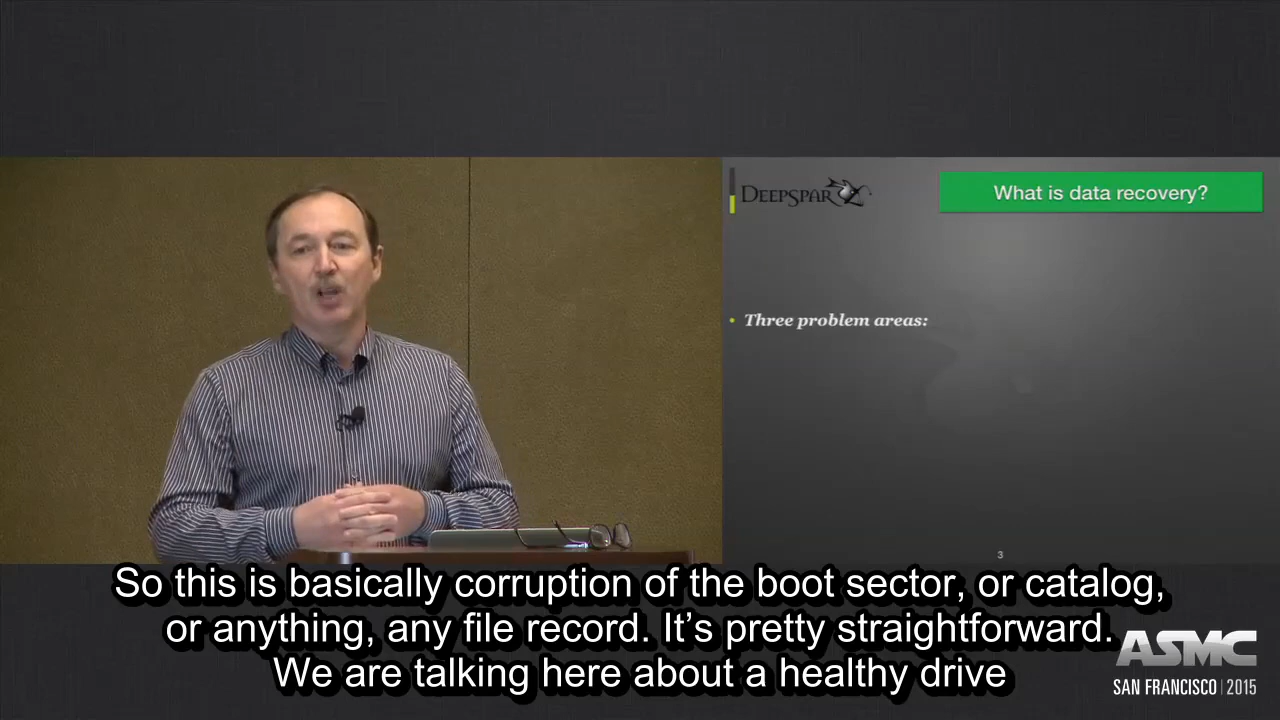 DEEPSPAR
What is data recovery?
• Three problem areas:
3
So this is basically corruption of the boot sector, or catalog,
or anything, any file record. It’s pretty straightforward.
We are talking here about a healthy drive
ASMC
SAN FRANCISCO | 2015